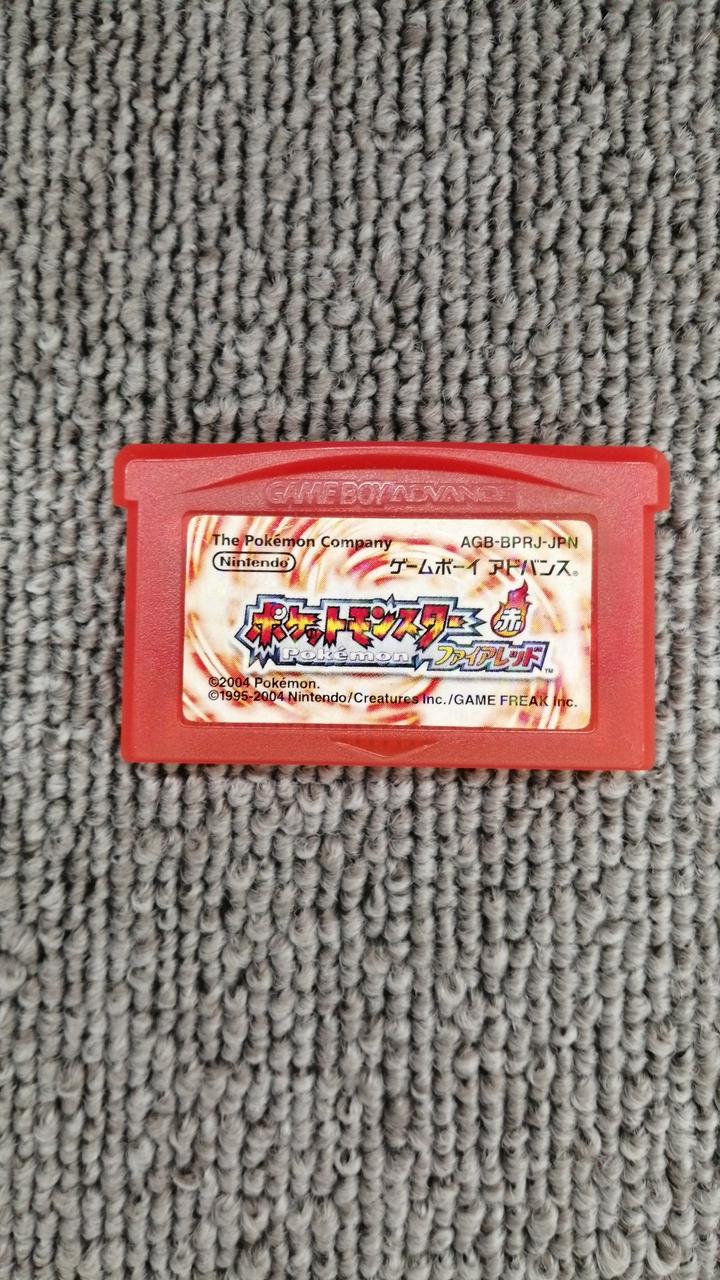 GAME BOY ADVANCE
The Pokémon Company AGB-BPRJ-JPN
Nintendo® ゲームボーイ アドバンス®
ポケットモンスター 赤
Pokémon ファイアレッド™
©2004 Pokémon.
©1995-2004 Nintendo/Creatures inc./GAME FREAK inc.